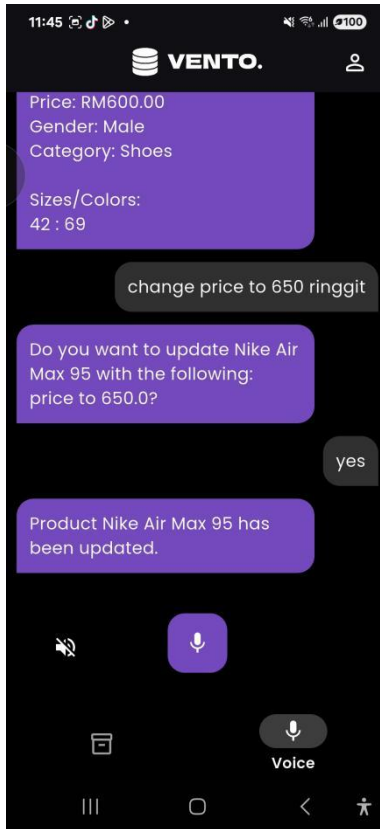 11:45
100
VENTO.
Price: RM600.00
Gender: Male
Category: Shoes
Sizes/Colors:
42 : 69
change price to 650 ringgit
Do you want to update Nike Air
Max 95 with the following:
price to 650.0?
yes
Product Nike Air Max 95 has
been updated.
Voice